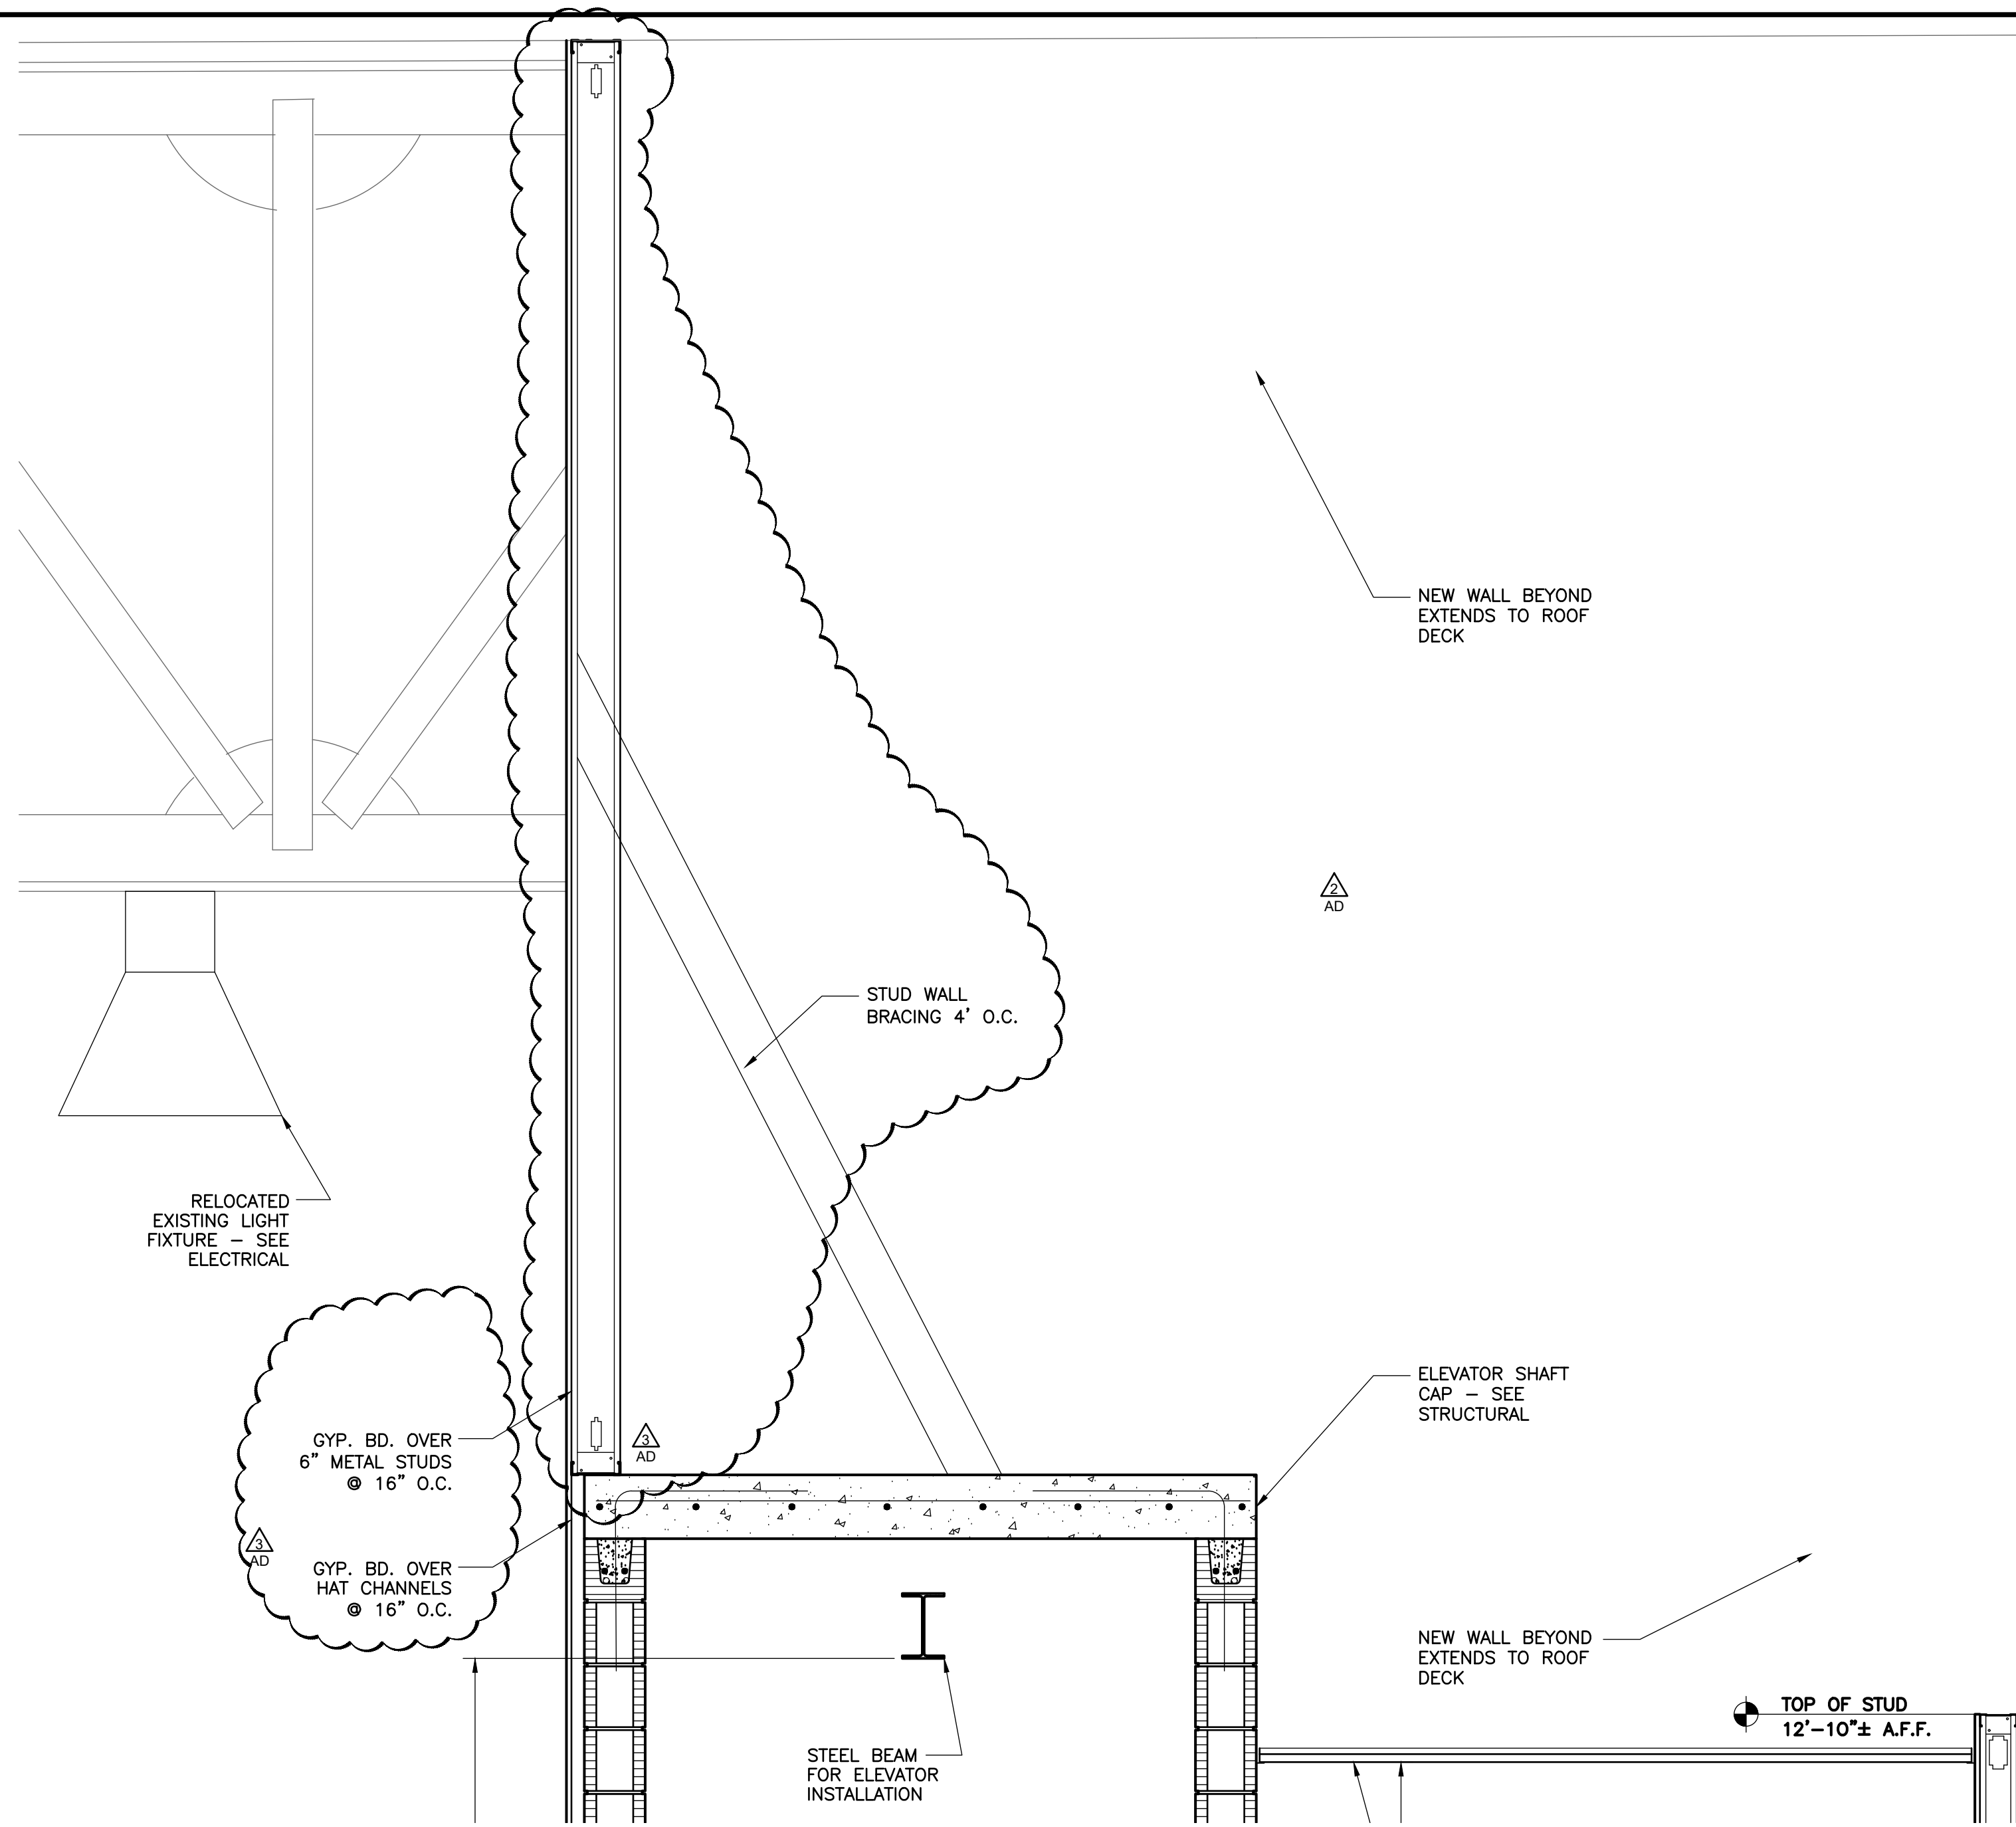 NEW WALL BEYOND
EXTENDS TO ROOF
DECK
2
AD
STUD WALL
BRACING 4' O.C.
RELOCATED
EXISTING LIGHT
FIXTURE – SEE
ELECTRICAL
ELEVATOR SHAFT
CAP – SEE
STRUCTURAL
GYP. BD. OVER
6" METAL STUDS
@ 16" O.C.
3
AD
3
AD
GYP. BD. OVER
HAT CHANNELS
@ 16" O.C.
NEW WALL BEYOND
EXTENDS TO ROOF
DECK
TOP OF STUD
12'–10"± A.F.F.
STEEL BEAM
FOR ELEVATOR
INSTALLATION